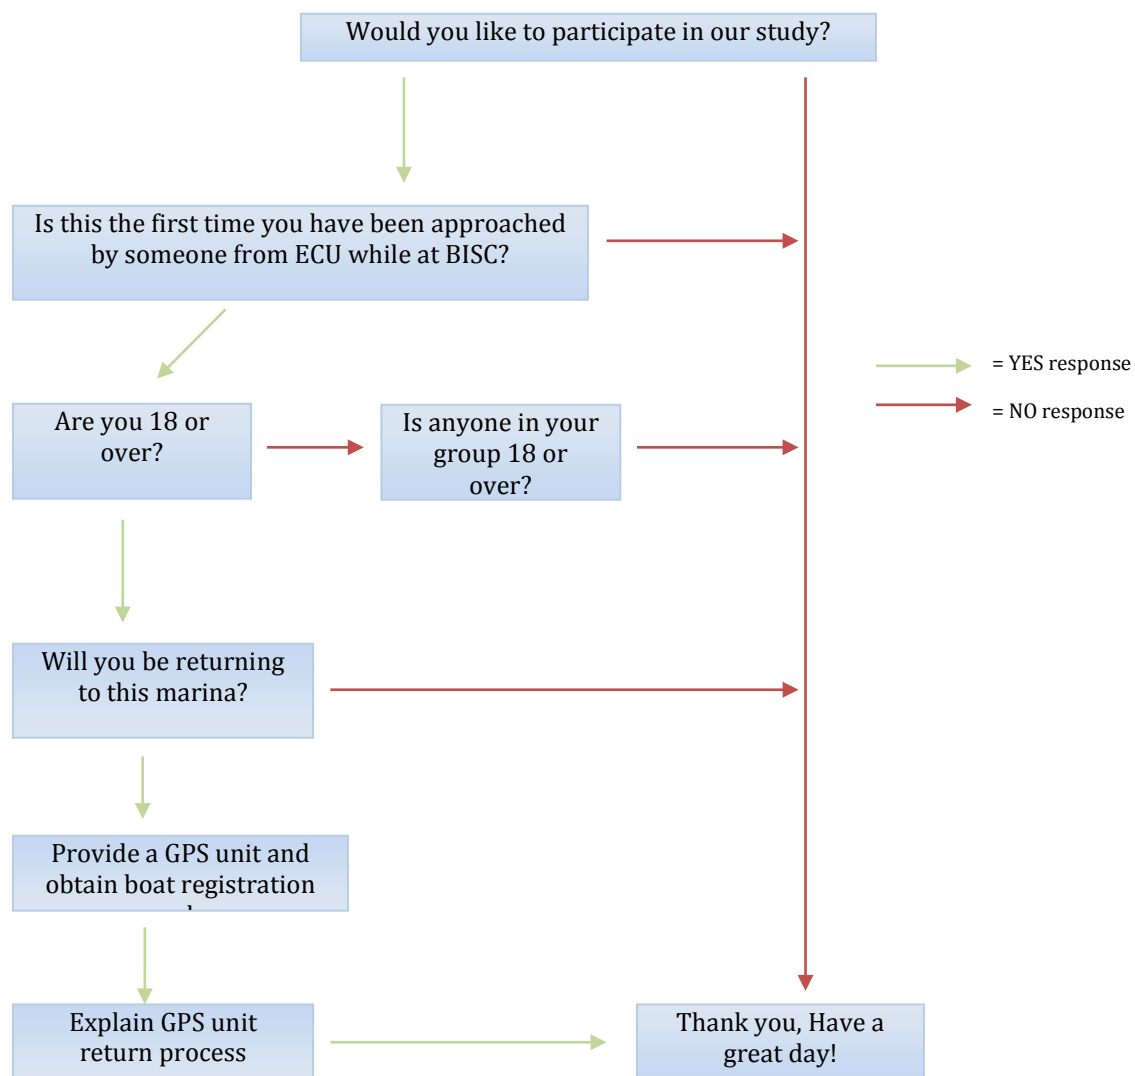 Would you like to participate in our study?
Is this the first time you have been approached
by someone from ECU while at BISC?
= YES response
= NO response
Are you 18 or
over?
Is anyone in your
group 18 or
over?
Will you be returning
to this marina?
Provide a GPS unit and
obtain boat registration
Explain GPS unit
return process
Thank you, Have a
great day!